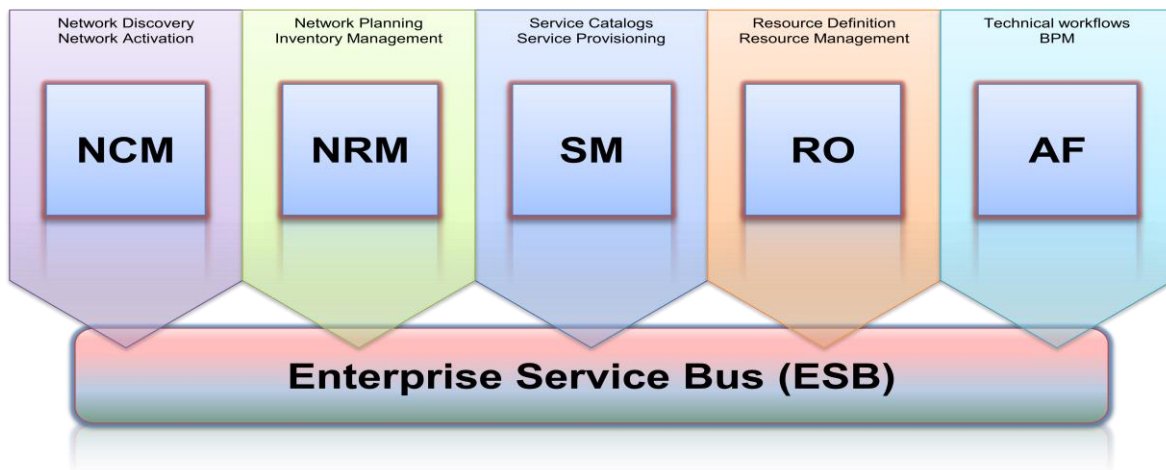 Network Discovery
Network Activation
Network Planning
Inventory Management
Service Catalogs
Service Provisioning
Resource Definition
Resource Management
Technical workflows
BPM
NCM
NRM
SM
RO
AF
Enterprise Service Bus (ESB)